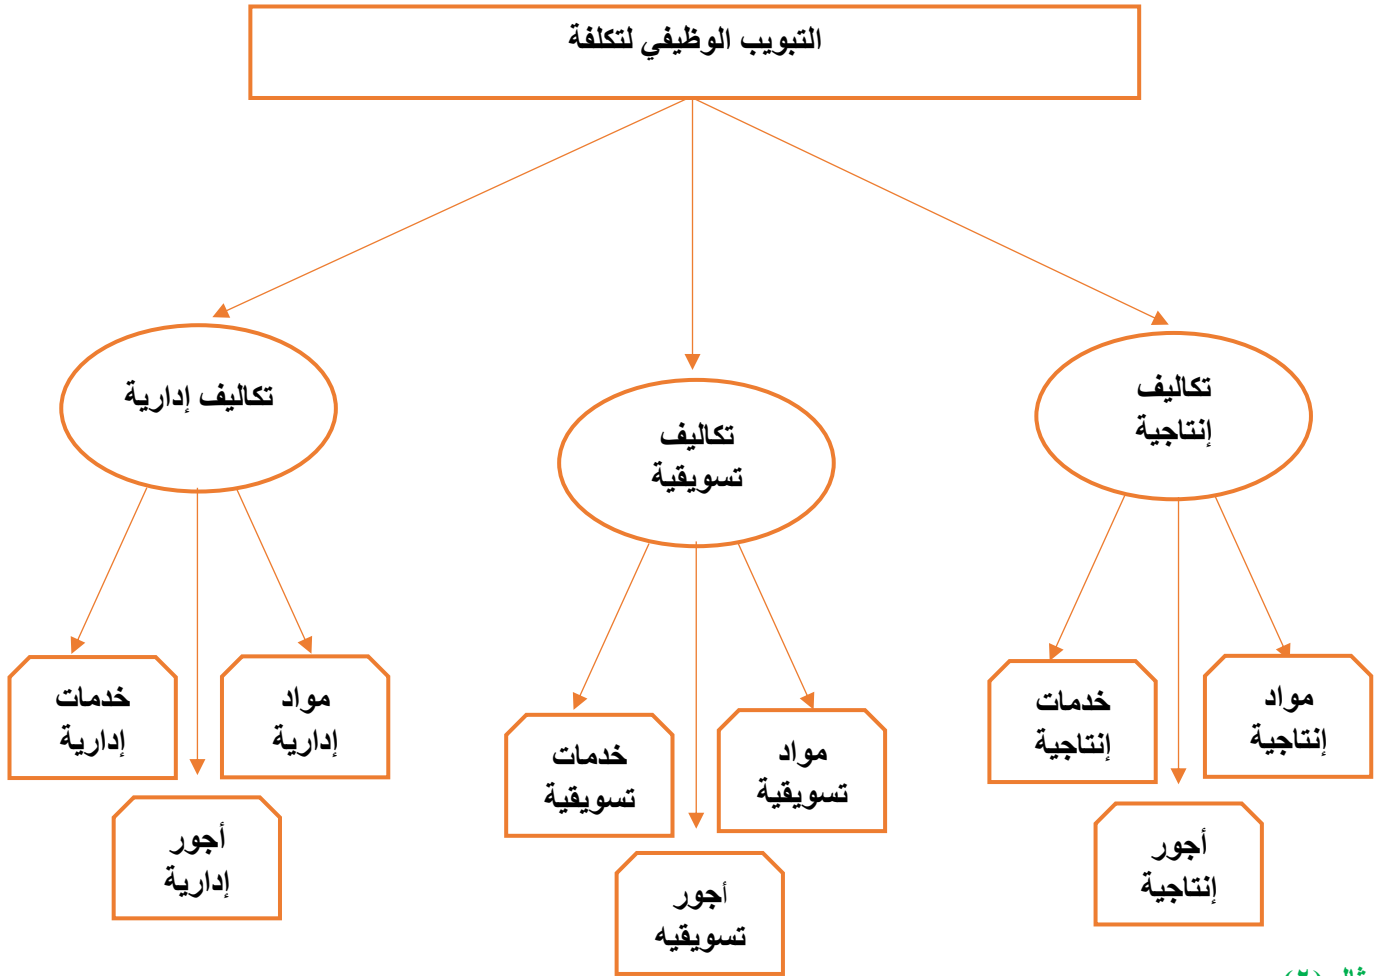 التبويب الوظيفي لتكلفة
تكاليف
إنتاجية
تكاليف
تسويقية
تكاليف إدارية
مواد
إنتاجية
خدمات
إنتاجية
أجور
إنتاجية
مواد
تسويقية
خدمات
تسويقية
أجور
تسويقيه
مواد
إدارية
خدمات
إدارية
أجور
إدارية
(٢)